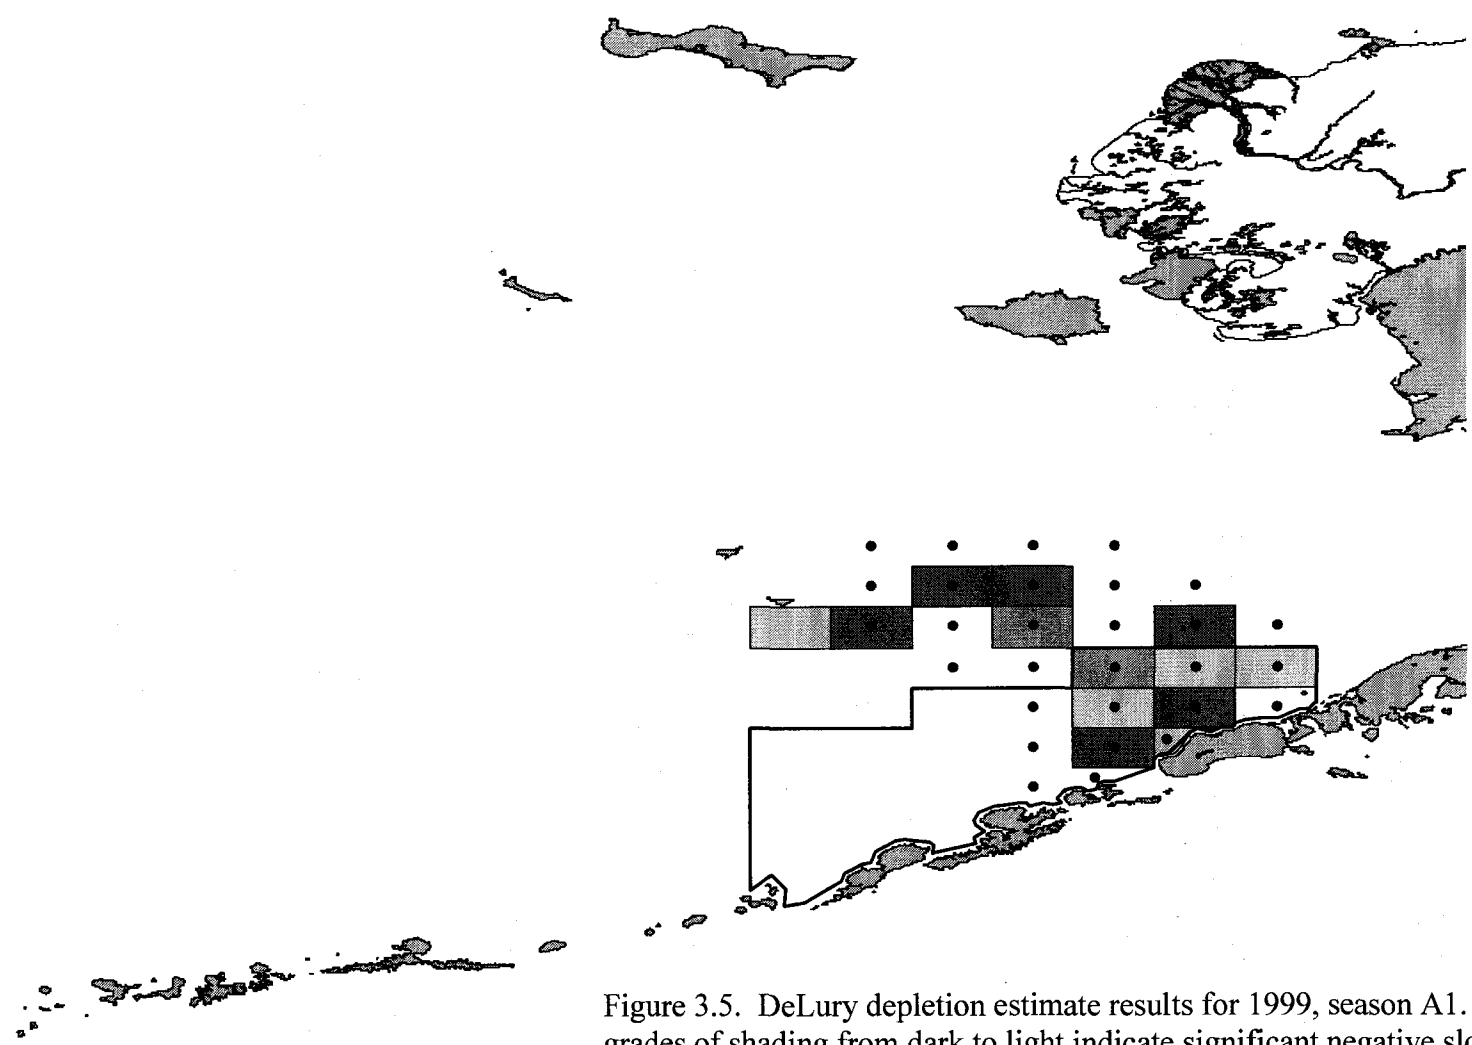 Figure 3.5. DeLury depletion estimate results for 1999, season A1.
grades of shading from dark to light indicate significant negative